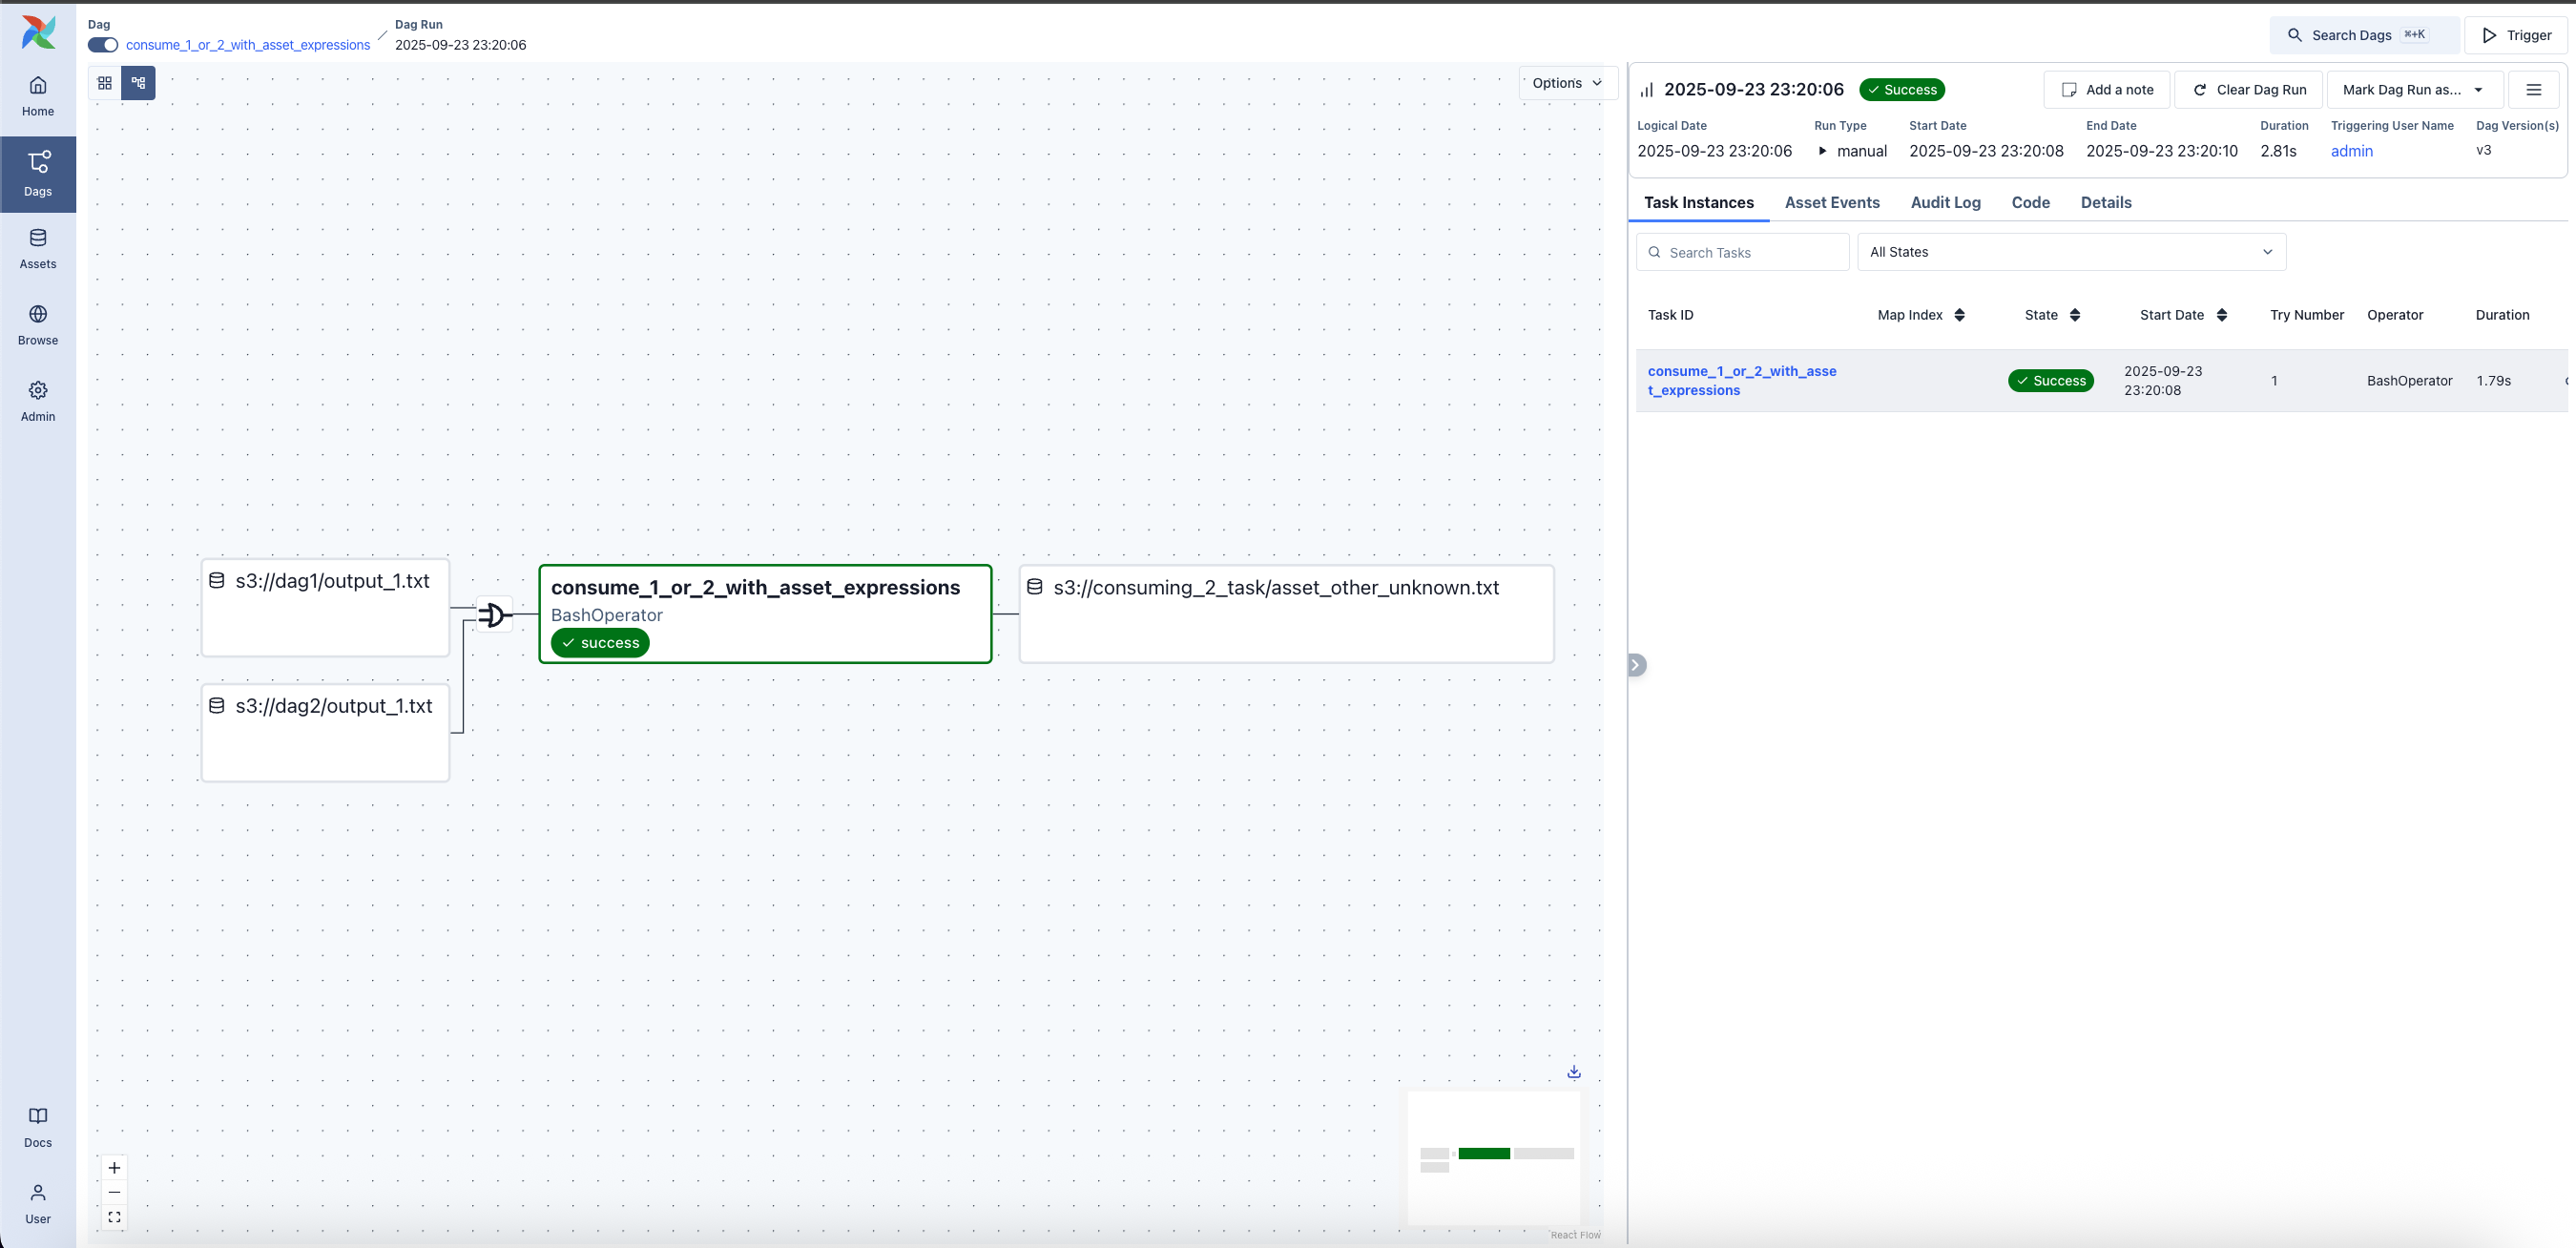 Dag
consume_1_or_2_with_asset_expressions
Dag Run
2025-09-23 23:20:06
Search Dags ⌘+K
Trigger
Home
Dags
Assets
Browse
Admin
Docs
User
Options
s3://dag1/output_1.txt
s3://dag2/output_1.txt
consume_1_or_2_with_asset_expressions
BashOperator
success
s3://consuming_2_task/asset_other_unknown.txt
React Flow
2025-09-23 23:20:06 Success
Add a note
Clear Dag Run
Mark Dag Run as...
Logical Date Run Type Start Date End Date Duration Triggering User Name Dag Version(s)
2025-09-23 23:20:06 manual 2025-09-23 23:20:08 2025-09-23 23:20:10 2.81s admin v3
Task Instances Asset Events Audit Log Code Details
Search Tasks
All States
Task ID Map Index State Start Date Try Number Operator Duration
consume_1_or_2_with_asse
t_expressions
Success
2025-09-23
23:20:08
1
BashOperator
1.79s